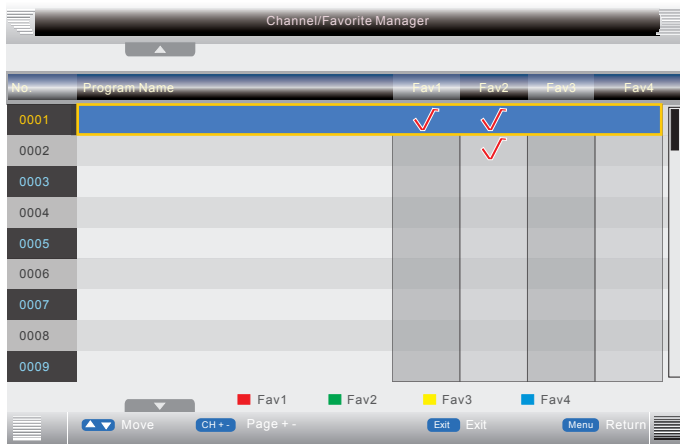 Channel/Favorite Manager
No. Program Name Fav1 Fav2 Fav3 Fav4
0001
0002
0003
0004
0005
0006
0007
0008
0009
Fav1 Fav2 Fav3 Fav4
Move CH + - Page + - Exit Exit Menu Return